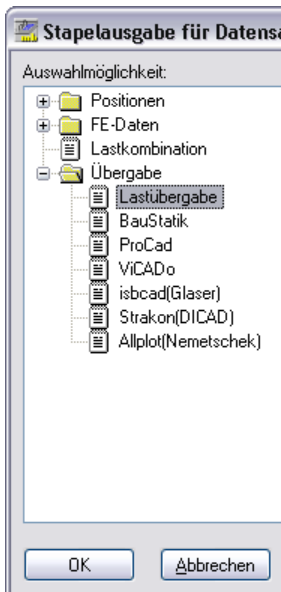 Stapelausgabe für Datens
Auswahlmöglichkeit:
Positionen
FE-Daten
Lastkombination
Übergabe
Lastübergabe
BauStatik
ProCad
ViCADo
isbcad(Glaser)
Strakon(DICAD)
Allplot(Nemetschek)
OK
Abbrechen